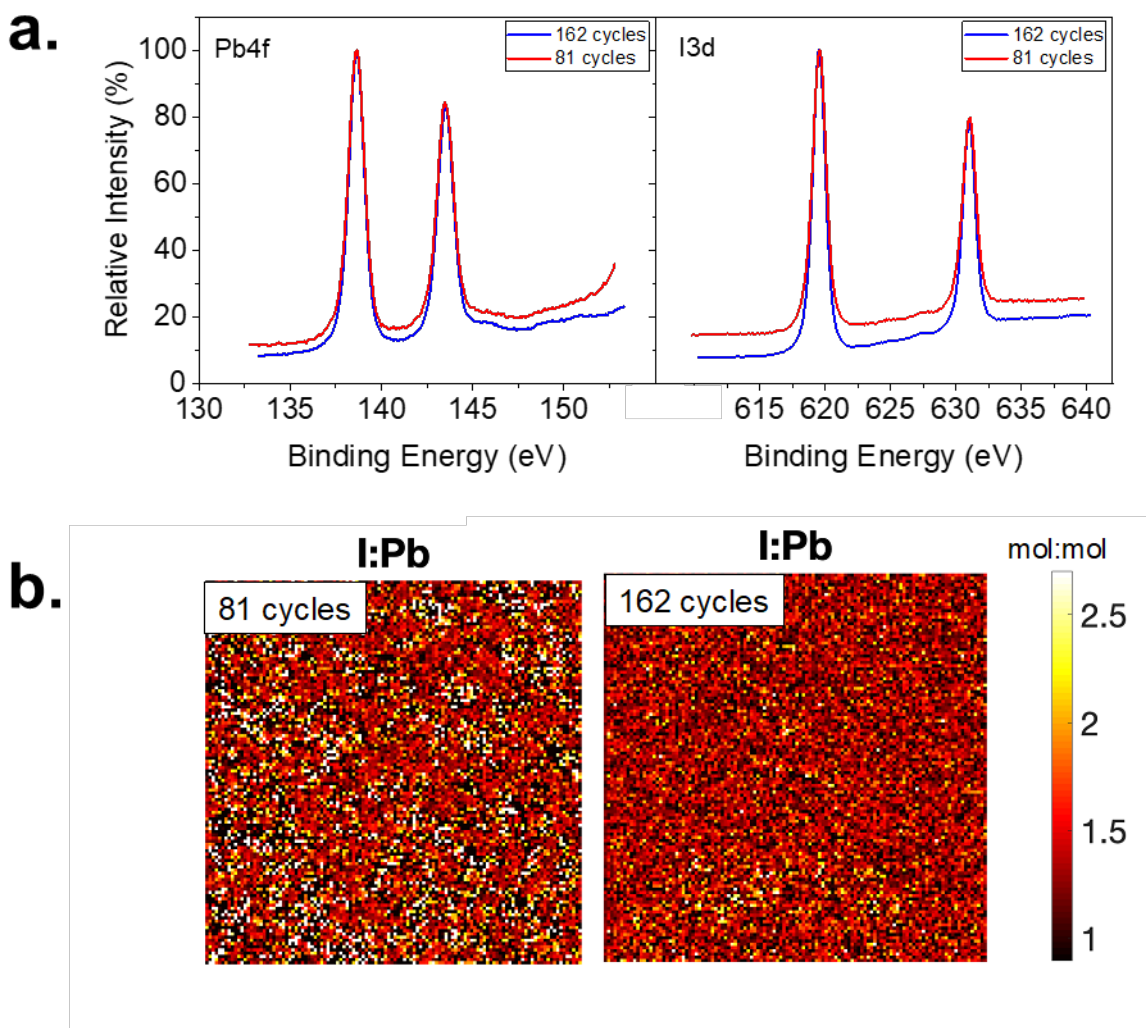 a.
Pb4f
162 cycles
81 cycles
I3d
162 cycles
81 cycles
Relative Intensity (%)
100
80
60
40
20
0
130 135 140 145 150
615 620 625 630 635 640
Binding Energy (eV)
Binding Energy (eV)
b.
I:Pb
I:Pb
mol:mol
81 cycles
162 cycles
2.5
2
1.5
1